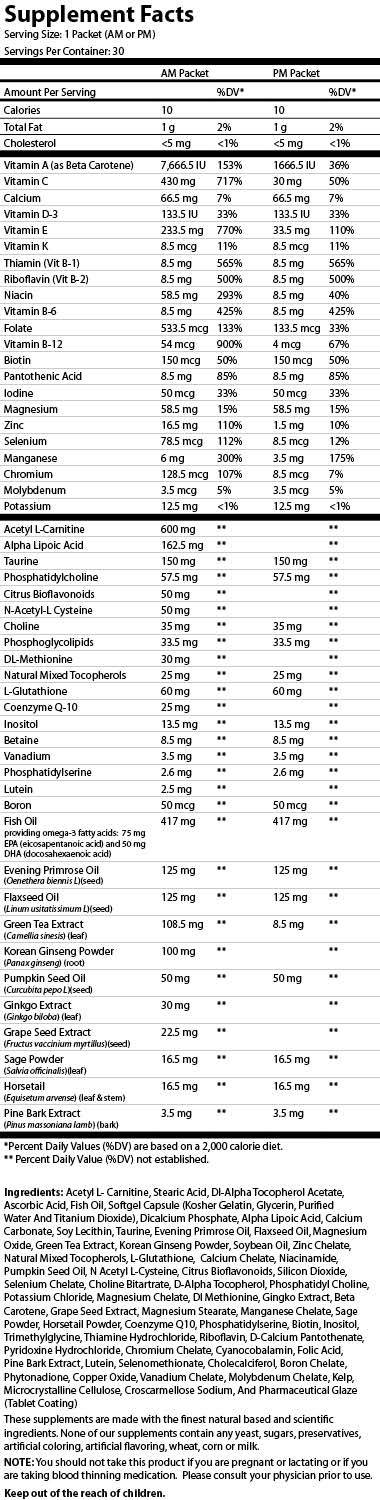 Supplement Facts
Serving Size: 1 Packet (AM or PM)
Servings Per Container: 30
AM Packet PM Packet
Amount Per Serving %DV* %DV*
Calories 10 10
Total Fat 1 g 2% 1 g 2%
Cholesterol <5 mg <1% <5 mg <1%
Vitamin A (as Beta Carotene) 7,666.5 IU 153% 1666.5 IU 36%
Vitamin C 430 mg 717% 30 mg 50%
Calcium 66.5 mg 7% 66.5 mg 7%
Vitamin D-3 133.5 IU 33% 133.5 IU 33%
Vitamin E 233.5 mg 770% 33.5 mg 110%
Vitamin K 8.5 mcg 11% 8.5 mcg 11%
Thiamin (Vit B-1) 8.5 mg 565% 8.5 mg 565%
Riboflavin (Vit B-2) 8.5 mg 500% 8.5 mg 500%
Niacin 58.5 mg 293% 8.5 mg 40%
Vitamin B-6 8.5 mg 425% 8.5 mg 425%
Folate 533.5 mcg 133% 133.5 mcg 33%
Vitamin B-12 54 mcg 900% 4 mcg 67%
Biotin 150 mcg 50% 150 mcg 50%
Pantothenic Acid 8.5 mg 85% 8.5 mg 85%
Iodine 50 mcg 33% 50 mcg 33%
Magnesium 58.5 mg 15% 58.5 mg 15%
Zinc 16.5 mg 110% 1.5 mg 10%
Selenium 78.5 mcg 112% 8.5 mcg 12%
Manganese 6 mg 300% 3.5 mg 175%
Chromium 128.5 mcg 107% 8.5 mcg 7%
Molybdenum 3.5 mcg 5% 3.5 mcg 5%
Potassium 12.5 mg <1% 12.5 mg <1%
Acetyl L-Carnitine 600 mg ** **
Alpha Lipoic Acid 162.5 mg ** **
Taurine 150 mg ** 150 mg **
Phosphatidylcholine 57.5 mg ** 57.5 mg **
Citrus Bioflavonoids 50 mg ** **
N-Acetyl-L Cysteine 50 mg ** **
Choline 35 mg ** 35 mg **
Phosphoglycolipids 33.5 mg ** 33.5 mg **
DL-Methionine 30 mg ** **
Natural Mixed Tocopherols 25 mg ** 25 mg **
L-Glutathione 60 mg ** 60 mg **
Coenzyme Q-10 25 mg ** **
Inositol 13.5 mg ** 13.5 mg **
Betaine 8.5 mg ** 8.5 mg **
Vanadium 3.5 mg ** 3.5 mg **
Phosphatidylserine 2.6 mg ** 2.6 mg **
Lutein 2.5 mg ** **
Boron 50 mcg ** 50 mcg **
Fish Oil 417 mg ** 417 mg **
providing omega-3 fatty acids: 75 mg
EPA (eicosapentanoic acid) and 50 mg
DHA (docosahexaenoic acid)
Evening Primrose Oil 125 mg ** 125 mg **
(Oenethera biennis L)(seed)
Flaxseed Oil 125 mg ** 125 mg **
(Linum usitatissimum L)(seed)
Green Tea Extract 108.5 mg ** 8.5 mg **
(Camellia sinesis) (leaf)
Korean Ginseng Powder 100 mg ** **
(Panax ginseng) (root)
Pumpkin Seed Oil 50 mg ** 50 mg **
(Curcubita pepo L)(seed)
Ginkgo Extract 30 mg ** **
(Ginkgo biloba) (leaf)
Grape Seed Extract 22.5 mg ** **
(Fructus vaccinium myrtillus)(seed)
Sage Powder 16.5 mg ** 16.5 mg **
(Salvia officinalis)(leaf)
Horsetail 16.5 mg ** 16.5 mg **
(Equisetum arvense) (leaf & stem)
Pine Bark Extract 3.5 mg ** 3.5 mg **
(Pinus massoniana lamb) (bark)
*Percent Daily Values (%DV) are based on a 2,000 calorie diet.
** Percent Daily Value (%DV) not established.
Ingredients: Acetyl L- Carnitine, Stearic Acid, Dl-Alpha Tocopherol Acetate,
Ascorbic Acid, Fish Oil, Softgel Capsule (Kosher Gelatin, Glycerin, Purified
Water And Titanium Dioxide), Dicalcium Phosphate, Alpha Lipoic Acid, Calcium
Carbonate, Soy Lecithin, Taurine, Evening Primrose Oil, Flaxseed Oil, Magnesium
Oxide, Green Tea Extract, Korean Ginseng Powder, Soybean Oil, Zinc Chelate,
Natural Mixed Tocopherols, L-Glutathione, Calcium Chelate, Niacinamide,
Pumpkin Seed Oil, N Acetyl L-Cysteine, Citrus Bioflavonoids, Silicon Dioxide,
Selenium Chelate, Choline Bitartrate, D-Alpha Tocopherol, Phosphatidyl Choline,
Potassium Chloride, Magnesium Chelate, Dl Methionine, Gingko Extract, Beta
Carotene, Grape Seed Extract, Magnesium Stearate, Manganese Chelate, Sage
Powder, Horsetail Powder, Coenzyme Q10, Phosphatidylserine, Biotin, Inositol,
Trimethylglycine, Thiamine Hydrochloride, Riboflavin, D-Calcium Pantothenate,
Pyridoxine Hydrochloride, Chromium Chelate, Cyanocobalamin, Folic Acid,
Pine Bark Extract, Lutein, Selenomethionate, Cholecalciferol, Boron Chelate,
Phytonadione, Copper Oxide, Vanadium Chelate, Molybdenum Chelate, Kelp,
Microcrystalline Cellulose, Croscarmellose Sodium, And Pharmaceutical Glaze
(Tablet Coating)
These supplements are made with the finest natural based and scientific
ingredients. None of our supplements contain any yeast, sugars, preservatives,
artificial coloring, artificial flavoring, wheat, corn or milk.
NOTE: You should not take this product if you are pregnant or lactating or if you
are taking blood thinning medication. Please consult your physician prior to use.
Keep out of the reach of children.